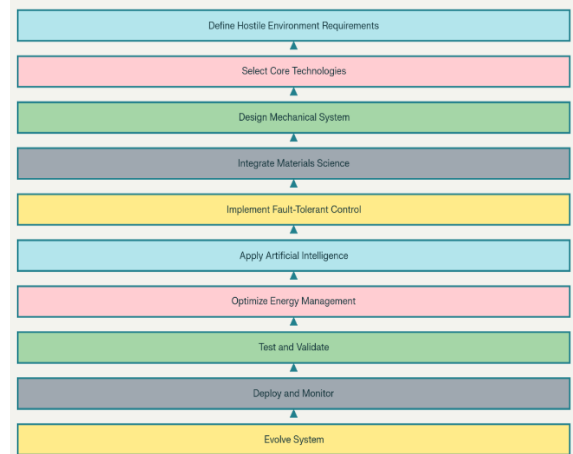 Define Hostile Environment Requirements
Select Core Technologies
Design Mechanical System
Integrate Materials Science
Implement Fault-Tolerant Control
Apply Artificial Intelligence
Optimize Energy Management
Test and Validate
Deploy and Monitor
Evolve System